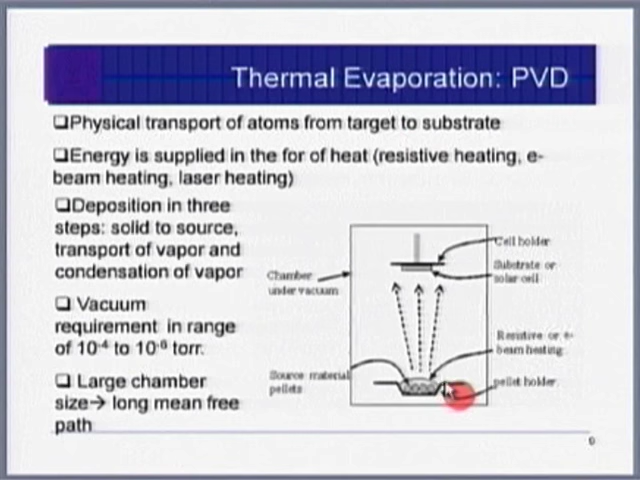 Thermal Evaporation: PVD
❑Physical transport of atoms from target to substrate
❑Energy is supplied in the for of heat (resistive heating, e-
beam heating, laser heating)
❑Deposition in three
steps: solid to source,
transport of vapor and
condensation of vapor
❑ Vacuum
requirement in range
of 10-4 to 10-6 torr.
❑ Large chamber
size→ long mean free
path
Cell holder
Substrate or
solar cell
Chamber
under vacuum
Resistive or e-
beam heating
Source material
pellets
pellet holder
9